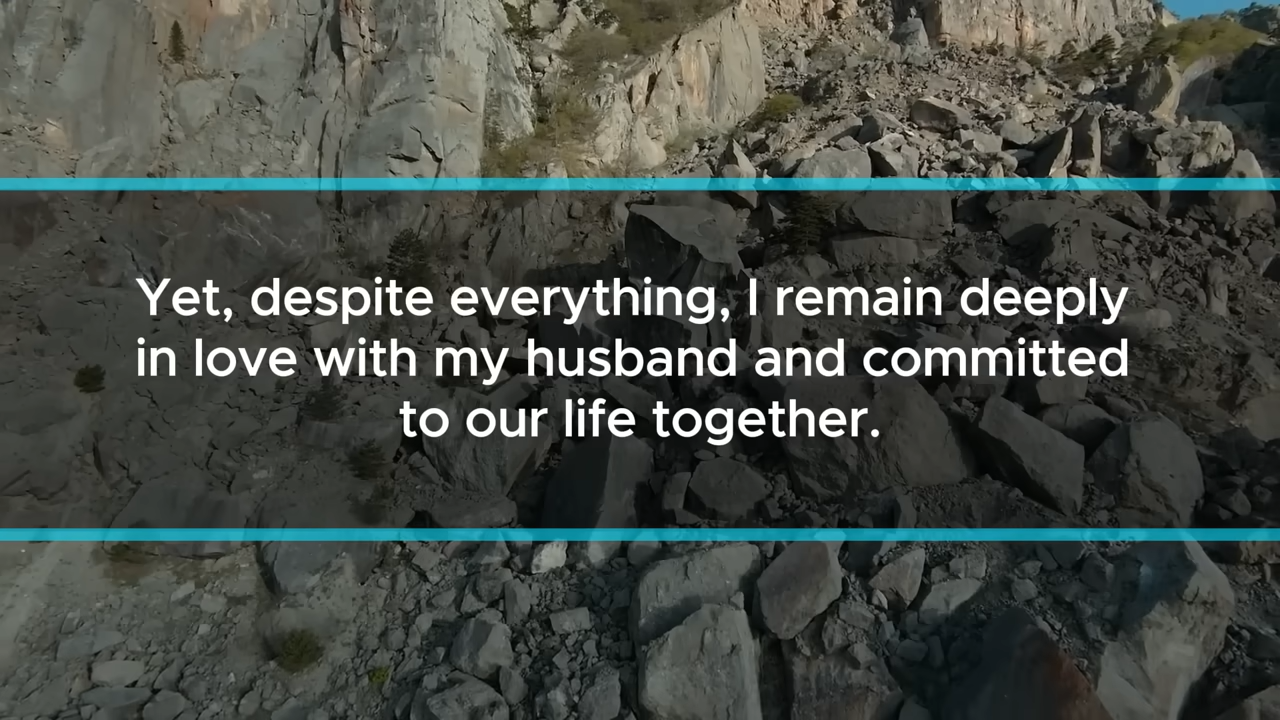 Yet, despite everything, I remain deeply
in love with my husband and committed
to our life together.